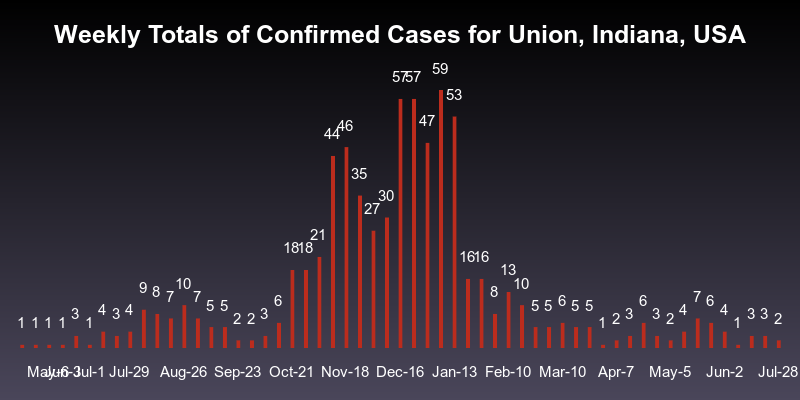 Weekly Totals of Confirmed Cases for Union, Indiana, USA
1 1 1 1 3 1 4 3 4 9 8 7 10 7 5 5 2 2 3 6 18 18 21 44 46 35 27 30 57 57 47 59 53 16 16 8 13 10 5 5 6 5 5 1 2 3 6 3 2 4 7 6 4 1 3 3 2
May-6 Jun-3 Jul-1 Jul-29 Aug-26 Sep-23 Oct-21 Nov-18 Dec-16 Jan-13 Feb-10 Mar-10 Apr-7 May-5 Jun-2 Jul-28